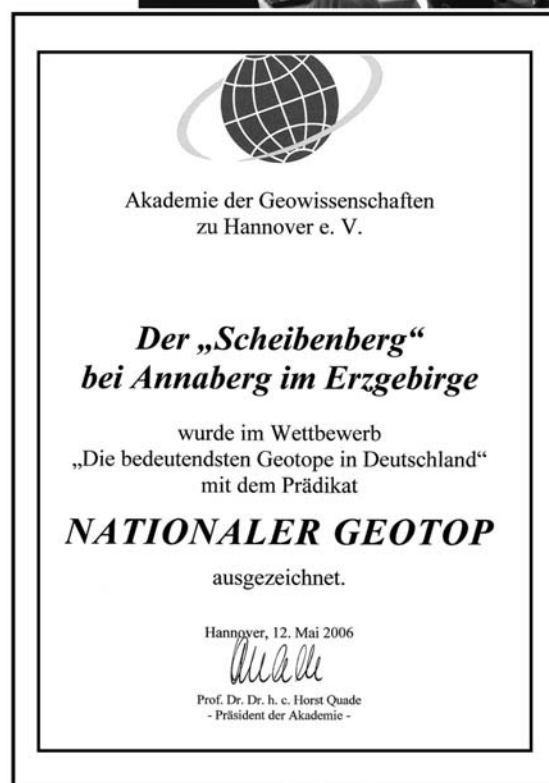 Akademie der Geowissenschaften
zu Hannover e. V.
Der „Scheibenberg“
bei Annaberg im Erzgebirge
wurde im Wettbewerb
„Die bedeutendsten Geotope in Deutschland“
mit dem Prädikat
NATIONALER GEOTOP
ausgezeichnet.
Hannover, 12. Mai 2006
Prof. Dr. Dr. h. c. Horst Quade
- Präsident der Akademie -